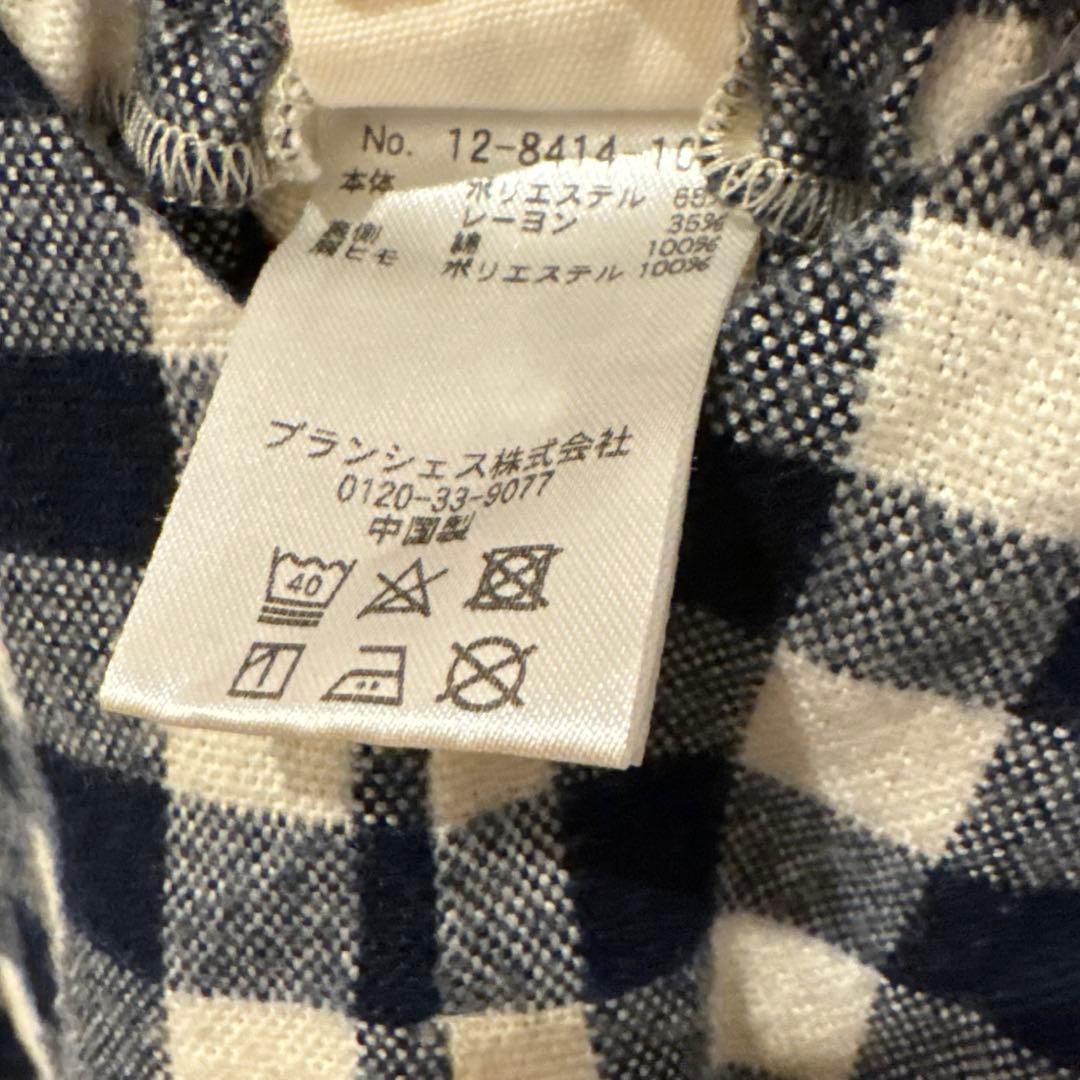 No. 12-8414-10
本体 ポリエステル 65%
レーヨン 35%
裏側 綿 100%
肩ヒモ ポリエステル 100%
ブランシェス株式会社
0120-33-9077
中国製
40